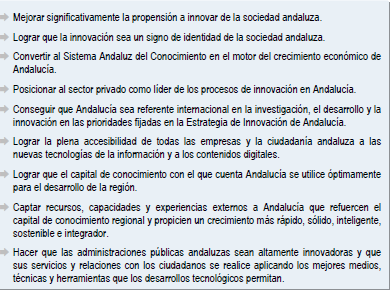 Mejorar significativamente la propensión a innovar de la sociedad andaluza.
Lograr que la innovación sea un signo de identidad de la sociedad andaluza.
Convertir al Sistema Andaluz del Conocimiento en el motor del crecimiento económico de
Andalucía.
Posicionar al sector privado como líder de los procesos de innovación en Andalucía.
Conseguir que Andalucía sea referente internacional en la investigación, el desarrollo y la
innovación en las prioridades fijadas en la Estrategia de Innovación de Andalucía.
Lograr la plena accesibilidad de todas las empresas y la ciudadanía andaluza a las
nuevas tecnologías de la información y a los contenidos digitales.
Lograr que el capital de conocimiento con el que cuenta Andalucía se utilice óptimamente
para el desarrollo de la región.
Captar recursos, capacidades y experiencias externos a Andalucía que refuercen el
capital de conocimiento regional y propicien un crecimiento más rápido, sólido, inteligente,
sostenible e integrador.
Hacer que las administraciones públicas andaluzas sean altamente innovadoras y que
sus servicios y relaciones con los ciudadanos se realice aplicando los mejores medios,
técnicas y herramientas que los desarrollos tecnológicos permitan.